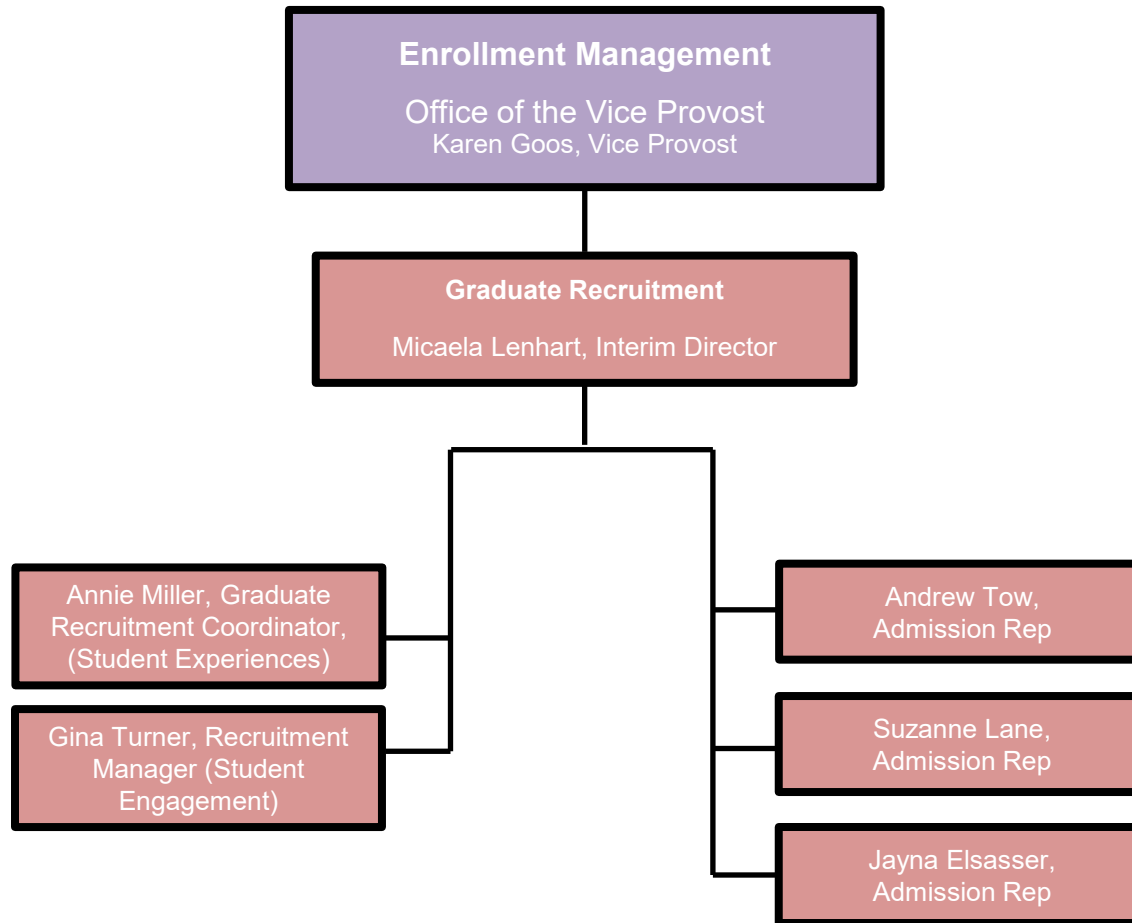 Enrollment Management
Office of the Vice Provost
Karen Goos, Vice Provost
Graduate Recruitment
Micaela Lenhart, Interim Director
Annie Miller, Graduate
Recruitment Coordinator,
(Student Experiences)
Gina Turner, Recruitment
Manager (Student
Engagement)
Andrew Tow,
Admission Rep
Suzanne Lane,
Admission Rep
Jayna Elsasser,
Admission Rep